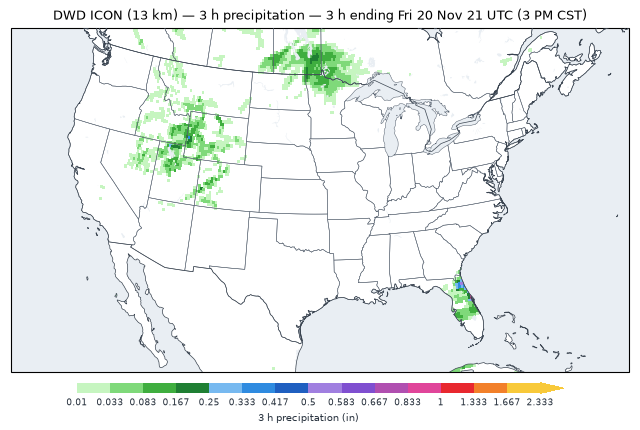 DWD ICON (13 km) — 3 h precipitation — 3 h ending Fri 20 Nov 21 UTC (3 PM CST)
0.01 0.033 0.083 0.167 0.25 0.333 0.417 0.5 0.583 0.667 0.833 1 1.333 1.667 2.333
3 h precipitation (in)